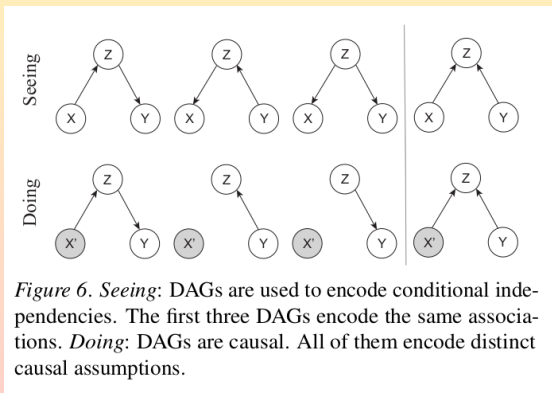 Seeing
Z Z Z Z
X Y X Y X Y X Y
Doing
Z Z Z Z
X' Y X' Y X' Y X' Y
Figure 6. Seeing: DAGs are used to encode conditional inde-
pendencies. The first three DAGs encode the same associa-
tions. Doing: DAGs are causal. All of them encode distinct
causal assumptions.